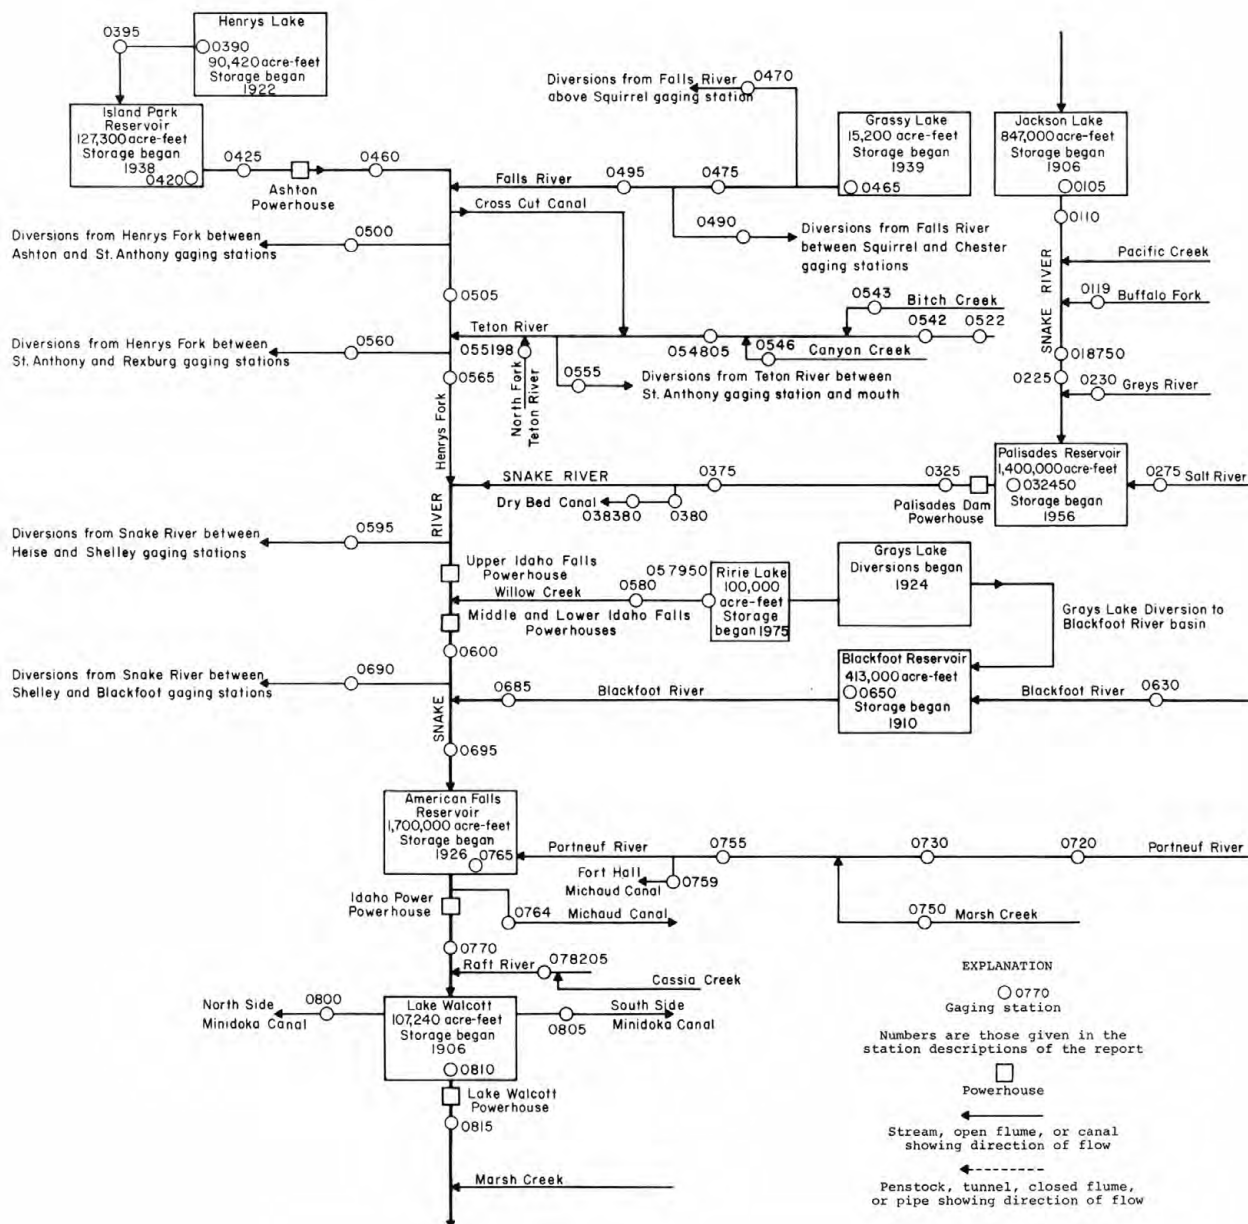 Henrys Lake
0390
90,420 acre-feet
Storage began
1922
0395
Island Park
Reservoir
127,300 acre-feet
Storage began
1938
0420
0425
Ashton
Powerhouse
0460
Diversions from Falls River
above Squirrel gaging station
0470
Grassy Lake
15,200 acre-feet
Storage began
1939
0465
Jackson Lake
847,000 acre-feet
Storage began
1906
0105
0110
Falls River
0495
0475
Cross Cut Canal
0490
Diversions from Falls River
between Squirrel and Chester
gaging stations
Diversions from Henrys Fork between
Ashton and St. Anthony gaging stations
0500
0505
SNAKE RIVER
Pacific Creek
0119
Buffalo Fork
018750
0225
0230
Greys River
0543
Bitch Creek
Teton River
054805
0542
0522
0546
Canyon Creek
055198
North Fork
Teton River
0555
Diversions from Teton River between
St. Anthony gaging station and mouth
Diversions from Henrys Fork between
St. Anthony and Rexburg gaging stations
0560
0565
Henrys Fork
Palisades Reservoir
1,400,000 acre-feet
032450
Storage began
1956
0275
Salt River
SNAKE RIVER
0375
0325
Palisades Dam
Powerhouse
Dry Bed Canal
038380
0380
RIVER
Diversions from Snake River between
Heise and Shelley gaging stations
0595
Upper Idaho Falls
Powerhouse
Willow Creek
0580
057950
Ririe Lake
100,000
acre-feet
Storage
began 1975
Grays Lake
Diversions began
1924
Grays Lake Diversion to
Blackfoot River basin
Middle and Lower Idaho Falls
Powerhouses
0600
Diversions from Snake River between
Shelley and Blackfoot gaging stations
0690
0685
Blackfoot River
Blackfoot Reservoir
413,000 acre-feet
0650
Storage began
1910
Blackfoot River
0630
SNAKE
0695
American Falls
Reservoir
1,700,000 acre-feet
Storage began
1926
0765
Portneuf River
0755
0730
0720
Portneuf River
Fort Hall
Michaud Canal
0759
Idaho Power
Powerhouse
0764
Michaud Canal
0750
Marsh Creek
0770
Raft River
078205
Cassia Creek
North Side
Minidoka Canal
0800
Lake Walcott
107,240 acre-feet
Storage began
1906
0810
South Side
Minidoka Canal
0805
Lake Walcott
Powerhouse
0815
Marsh Creek
EXPLANATION
0770
Gaging station
Numbers are those given in the
station descriptions of the report
Powerhouse
Stream, open flume, or canal
showing direction of flow
Penstock, tunnel, closed flume,
or pipe showing direction of flow